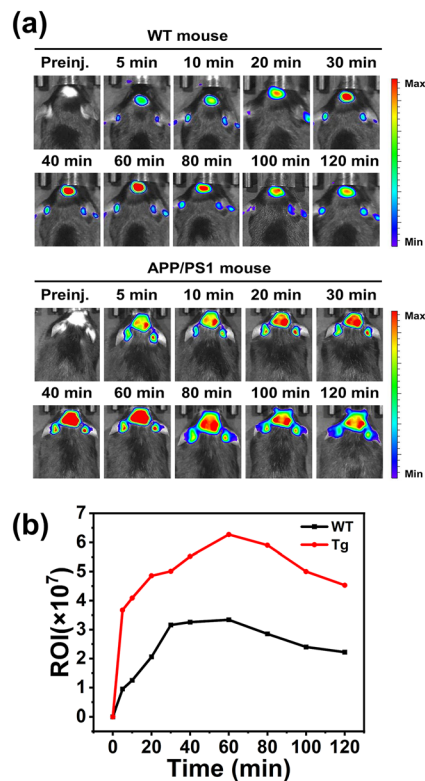 (a)
WT mouse
Preinj. 5 min 10 min 20 min 30 min
Max
40 min 60 min 80 min 100 min 120 min
Min
APP/PS1 mouse
Preinj. 5 min 10 min 20 min 30 min
Max
40 min 60 min 80 min 100 min 120 min
Min
(b)
7
6
5
4
3
2
1
0
ROI(×10⁷)
WT
Tg
0 20 40 60 80 100 120
Time (min)